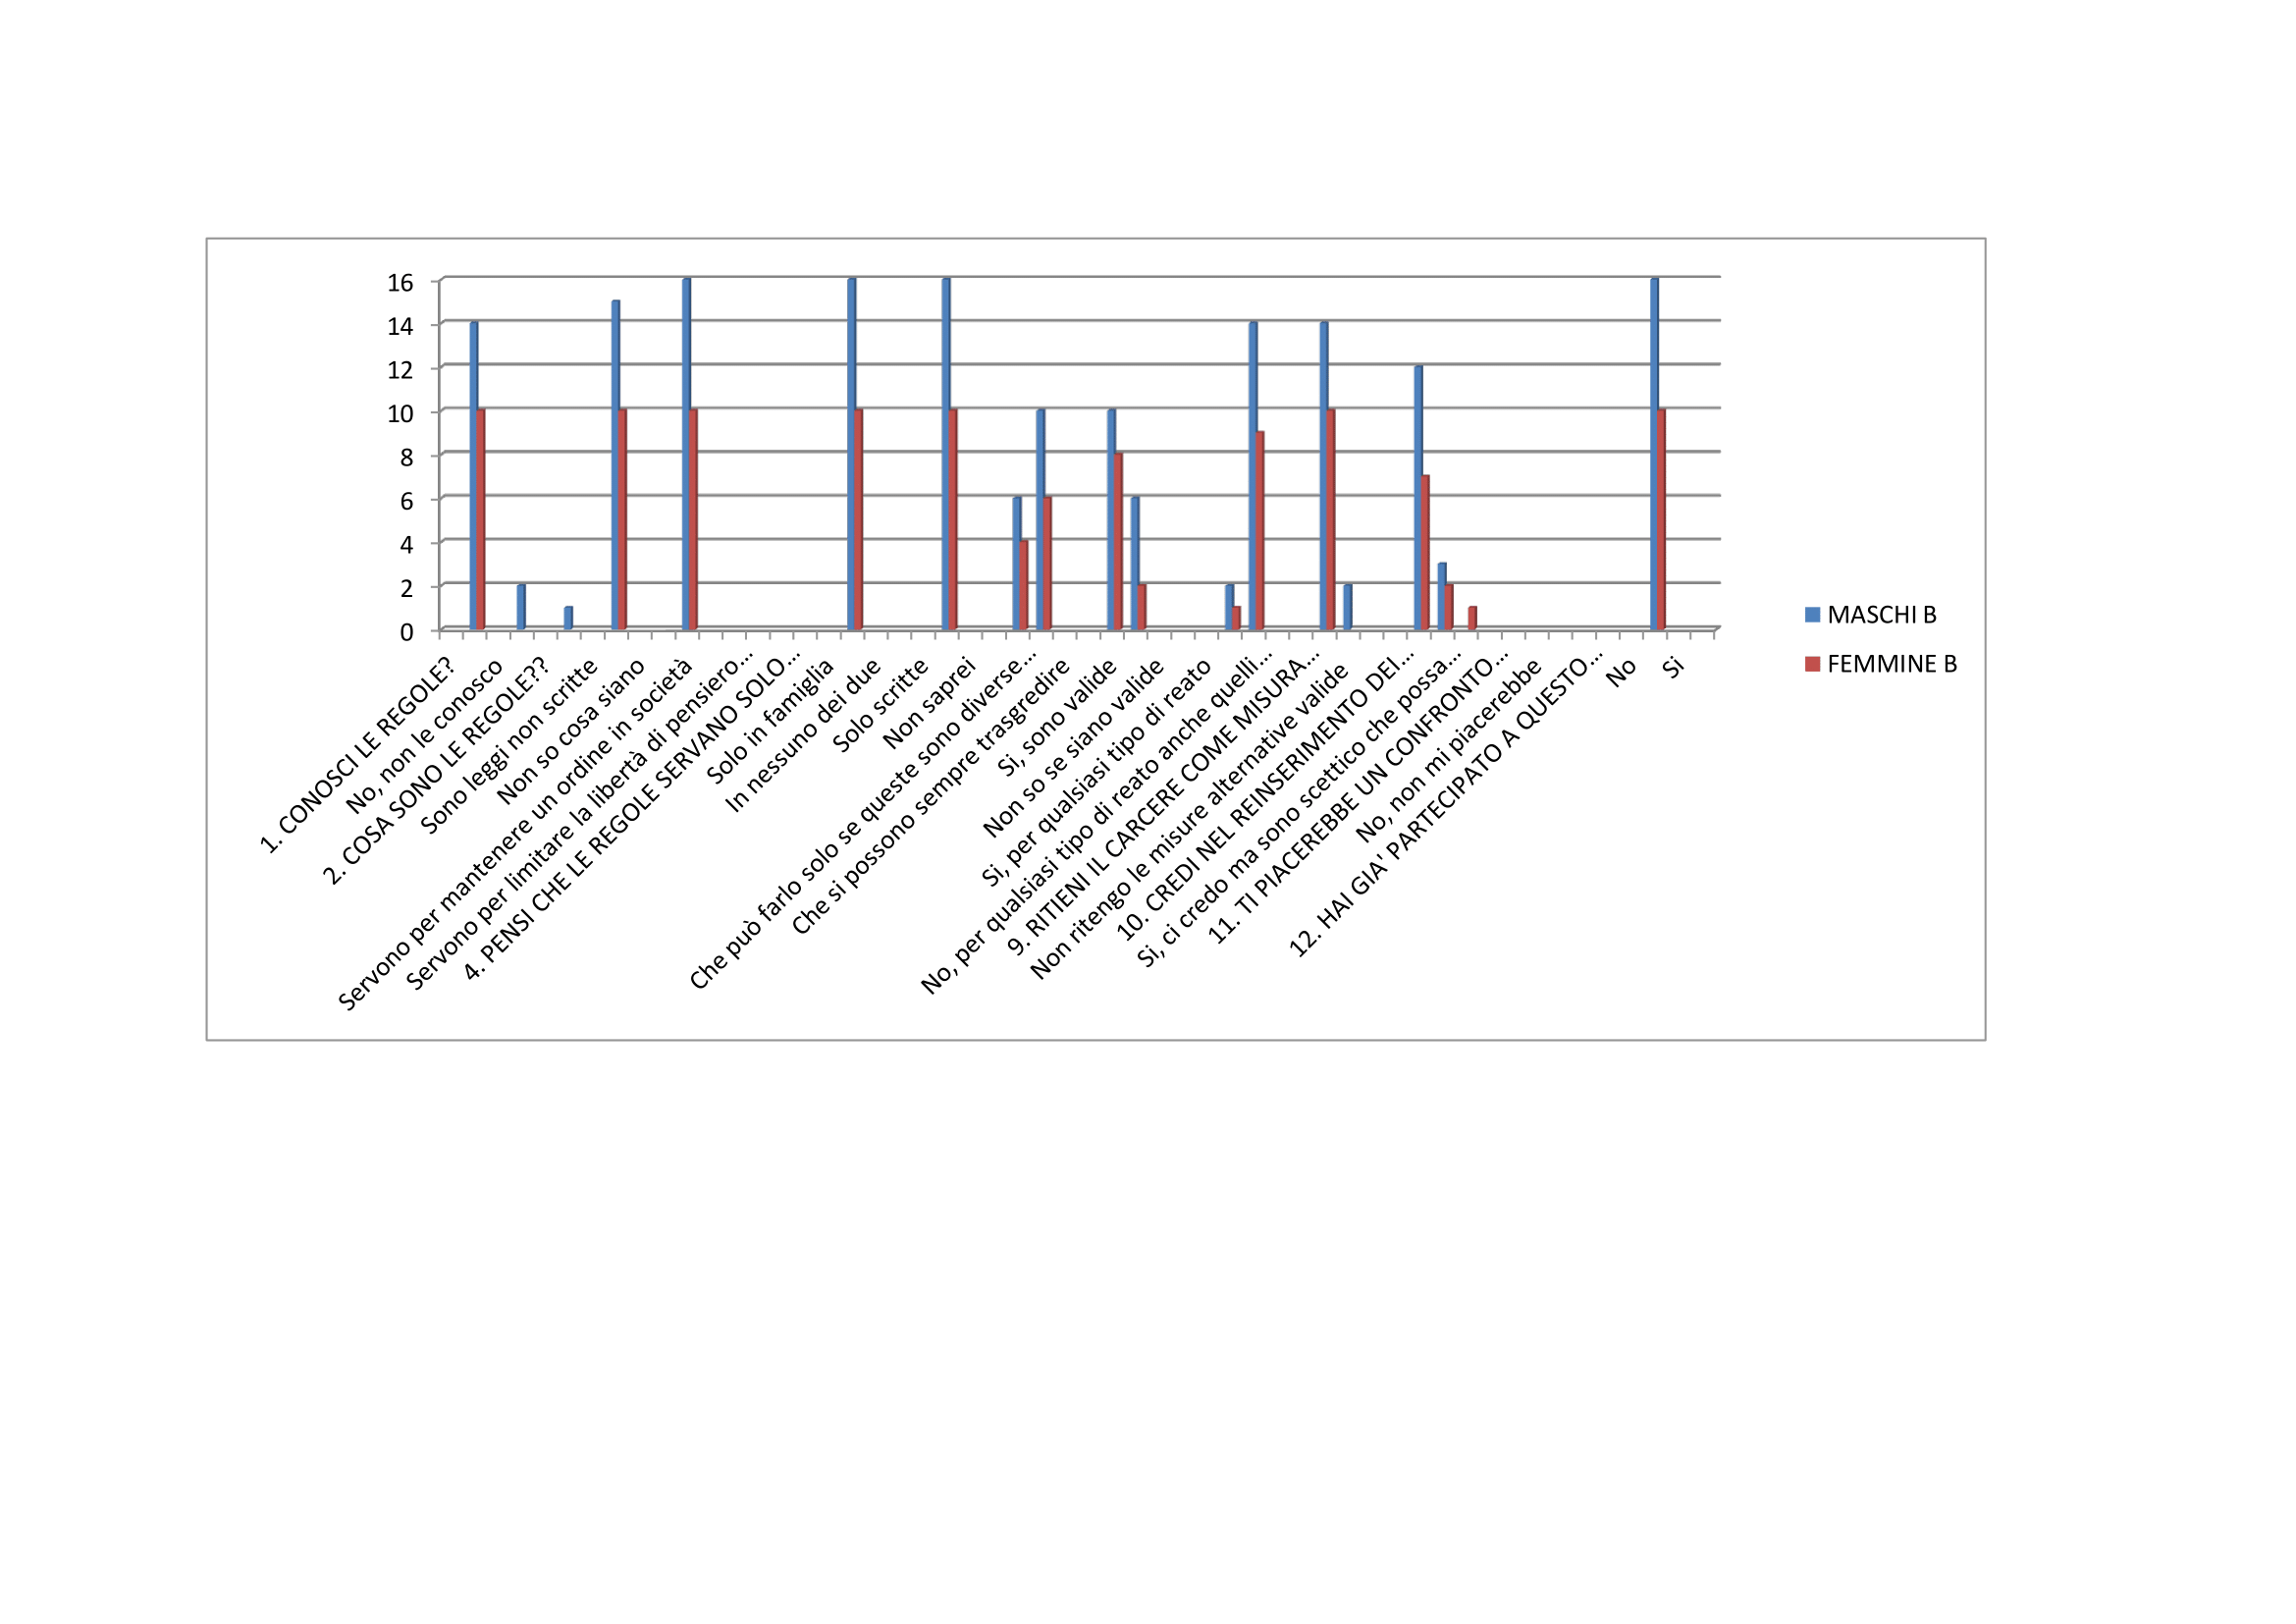 16
14
12
10
8
6
4
2
0
1. CONOSCI LE REGOLE?
No, non le conosco
2. COSA SONO LE REGOLE??
Sono leggi non scritte
Non so cosa siano
Servono per mantenere un ordine in società
Servono per limitare la libertà di pensiero…
4. PENSI CHE LE REGOLE SERVANO SOLO…
Solo in famiglia
In nessuno dei due
Solo scritte
Non saprei
Che può farlo solo se queste sono diverse…
Che si possono sempre trasgredire
Si, sono valide
Non so se siano valide
Si, per qualsiasi tipo di reato
No, per qualsiasi tipo di reato anche quelli…
9. RITIENI IL CARCERE COME MISURA…
Non ritengo le misure alternative valide
10. CREDI NEL REINSERIMENTO DEI…
Si, ci credo ma sono scettico che possa…
11. TI PIACEREBBE UN CONFRONTO…
No, non mi piacerebbe
12. HAI GIA' PARTECIPATO A QUESTO…
No
Si
MASCHI B
FEMMINE B